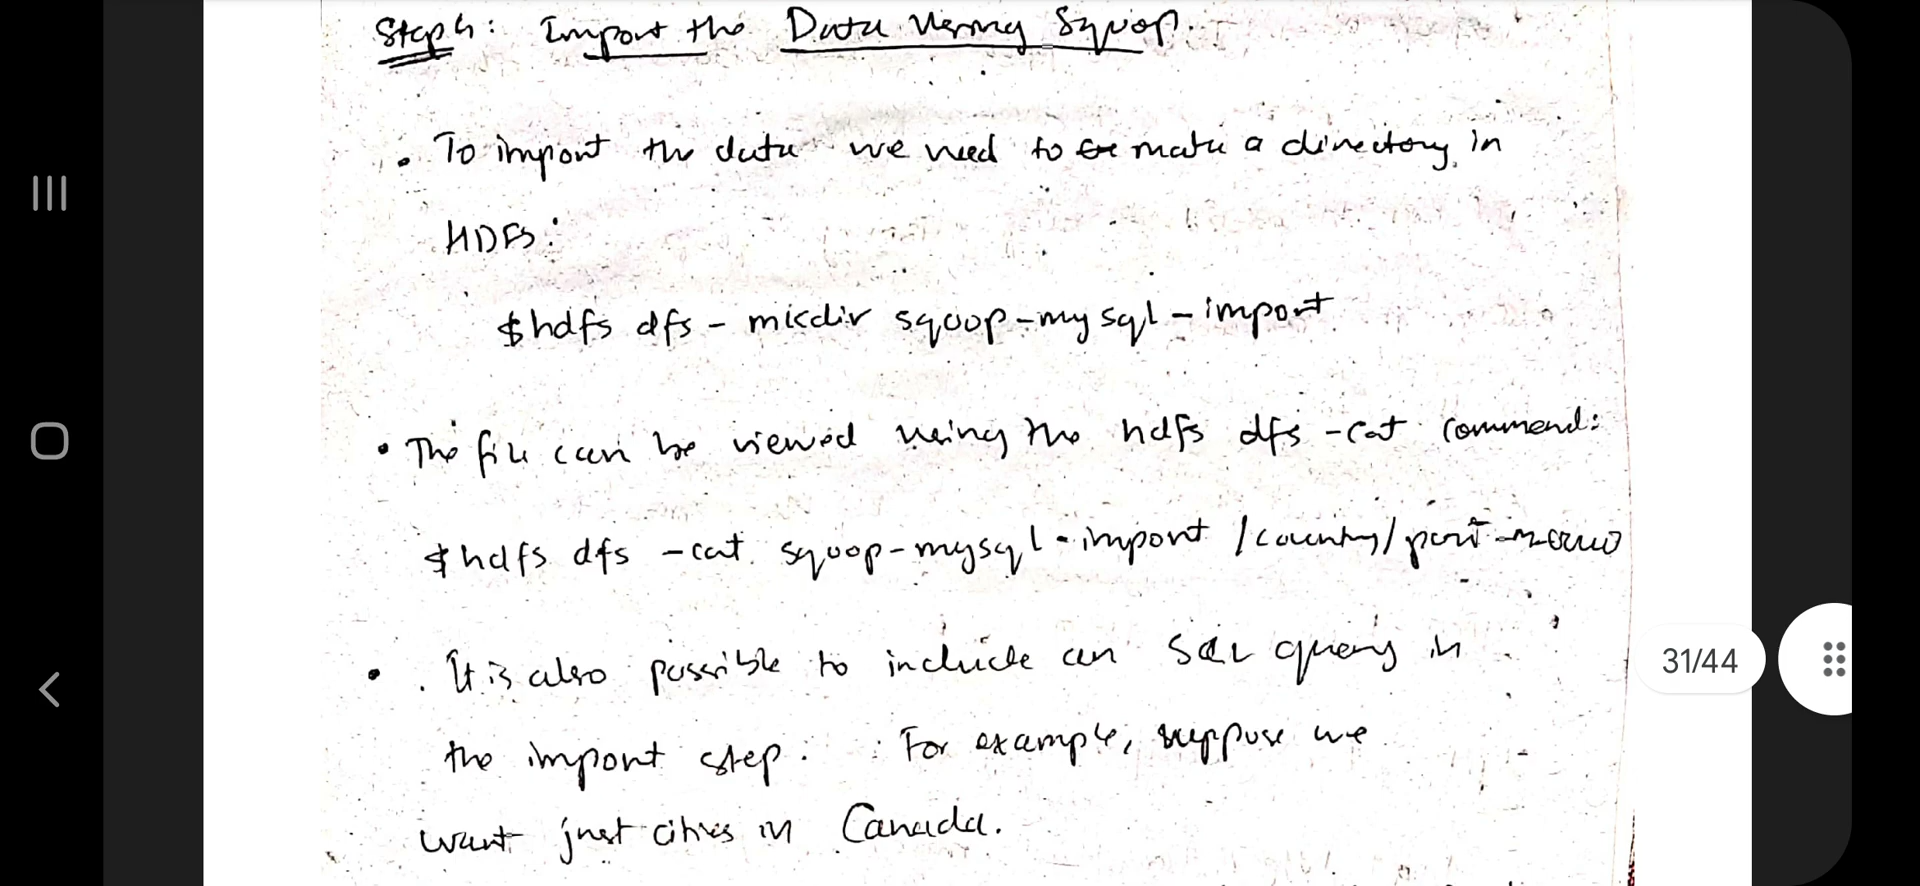 Step 4: Import the Data Using Sqoop.
• To import the data we need to make a directory in
HDFS:
$hdfs dfs - mkdir sqoop-mysql-import
• The file can be viewed using the hdfs dfs -cat command:
$hdfs dfs -cat sqoop-mysql-import /country/part-m-0000
• It is also possible to include an SQL query in
the import step. For example, suppose we
want just cities in Canada.
31/44